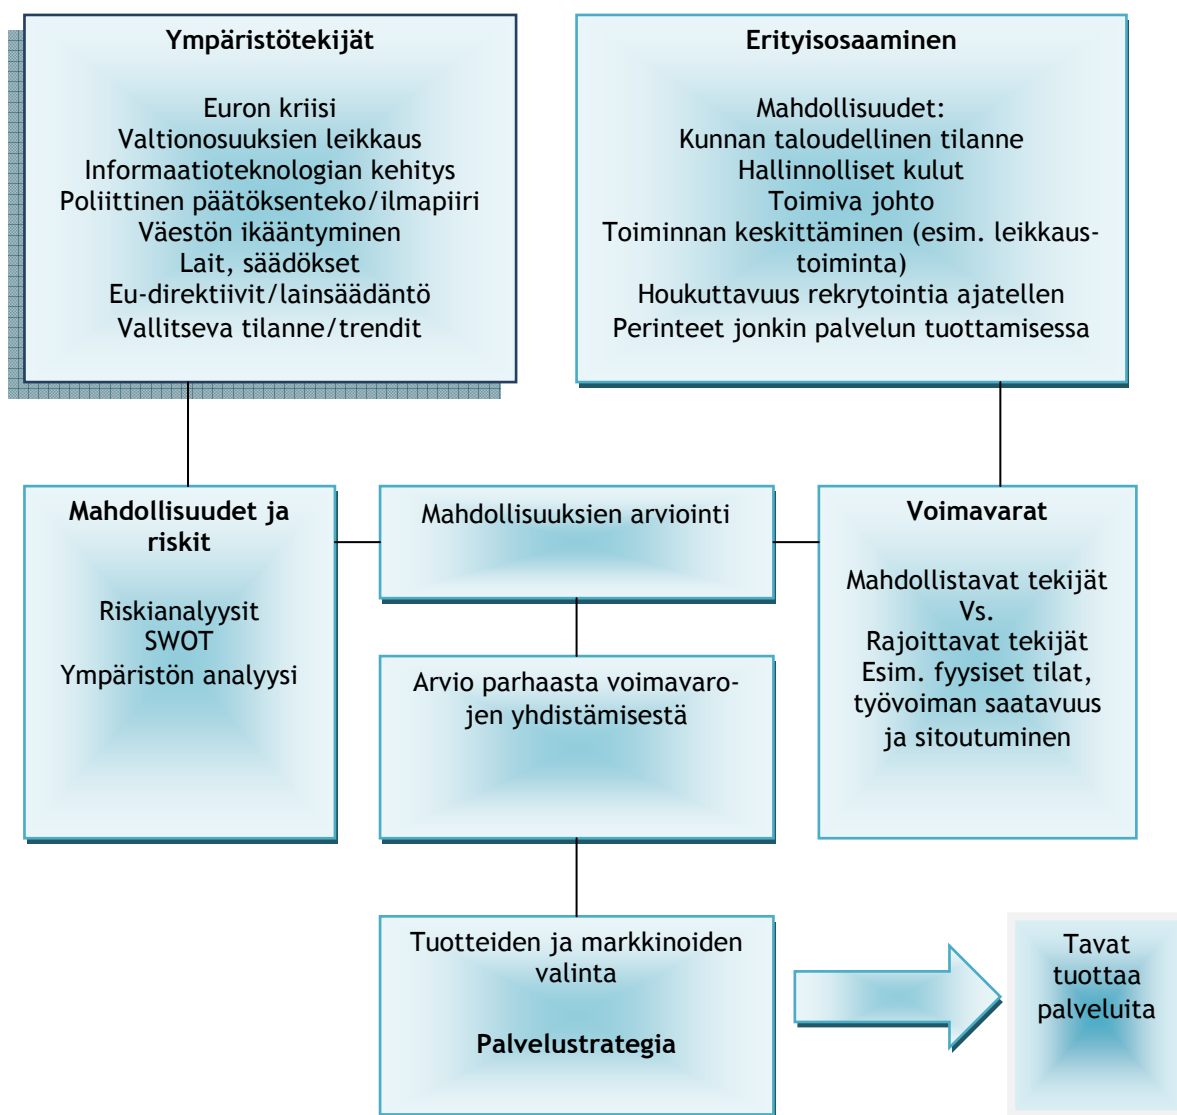 Ympäristötekijät
Euron kriisi
Valtionosuuksien leikkaus
Informaatioteknologian kehitys
Poliittinen päätöksenteko/ilmapiiri
Väestön ikääntyminen
Lait, säädökset
Eu-direktiivit/lainsäädäntö
Vallitseva tilanne/trendit
Erityisosaaminen
Mahdollisuudet:
Kunnan taloudellinen tilanne
Hallinnolliset kulut
Toimiva johto
Toiminnan keskittäminen (esim. leikkaus-
toiminta)
Houkuttavuus rekrytointia ajatellen
Perinteet jonkin palvelun tuottamisessa
Mahdollisuudet ja
riskit
Riskianalyysit
SWOT
Ympäristön analyysi
Mahdollisuuksien arviointi
Arvio parhaasta voimavaro-
jen yhdistämisestä
Voimavarat
Mahdollistavat tekijät
Vs.
Rajoittavat tekijät
Esim. fyysiset tilat,
työvoiman saatavuus
ja sitoutuminen
Tuotteiden ja markkinoiden
valinta
Palvelustrategia
Tavat
tuottaa
palveluita